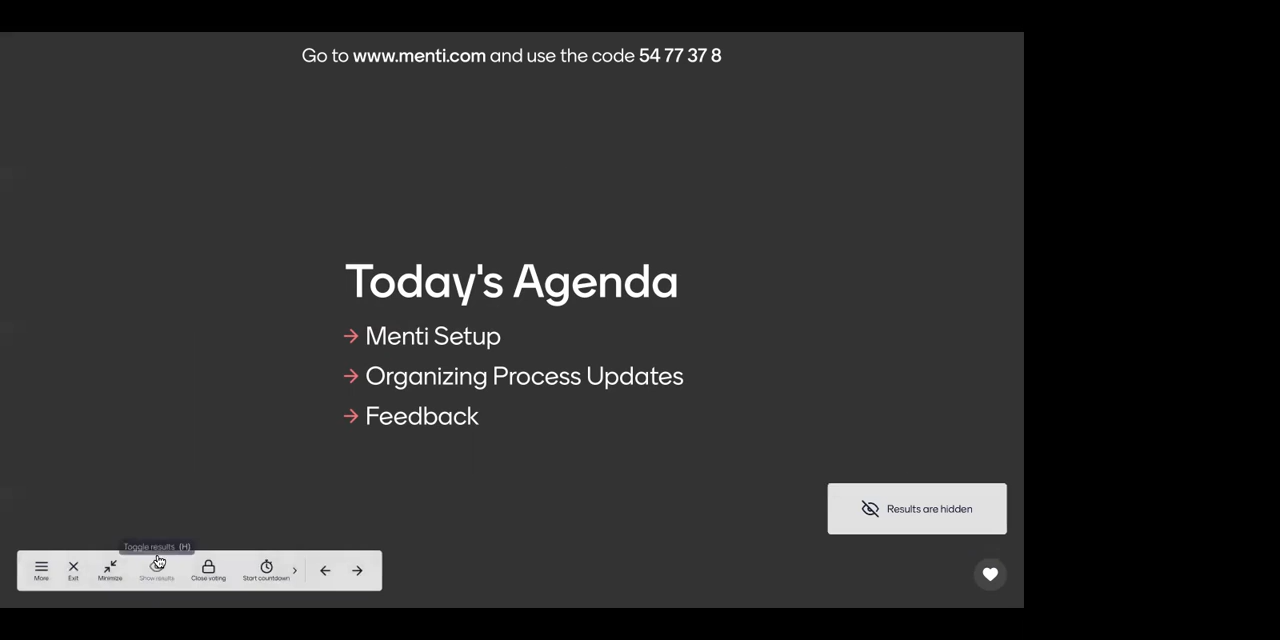 Go to www.menti.com and use the code 54 77 37 8
Today's Agenda
→ Menti Setup
→ Organizing Process Updates
→ Feedback
Results are hidden
Toggle results (H)
More Exit Minimize Show results Close voting Start countdown